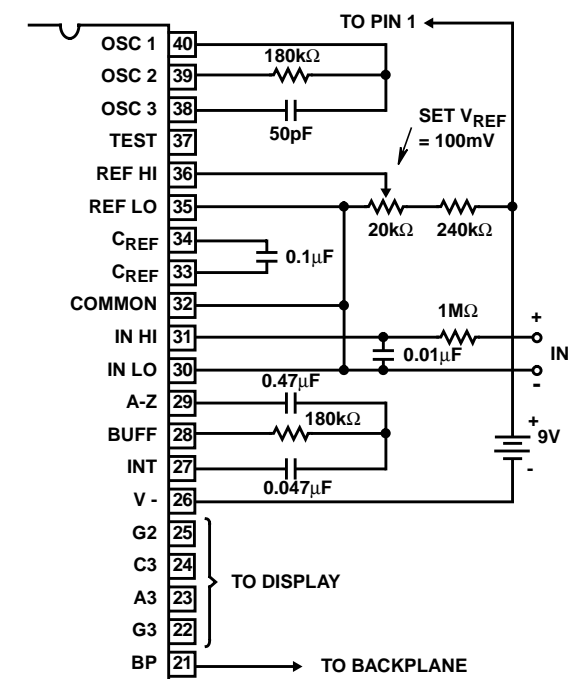 TO PIN 1
OSC 1 40
180kΩ
OSC 2 39
OSC 3 38
50pF
TEST 37
SET VREF
= 100mV
REF HI 36
REF LO 35
20kΩ 240kΩ
CREF 34
0.1μF
CREF 33
COMMON 32
1MΩ
+
IN HI 31
0.01μF
IN
IN LO 30
-
0.47μF
A-Z 29
180kΩ
BUFF 28
+
9V
INT 27
-
0.047μF
V - 26
G2 25
C3 24
TO DISPLAY
A3 23
G3 22
BP 21
TO BACKPLANE